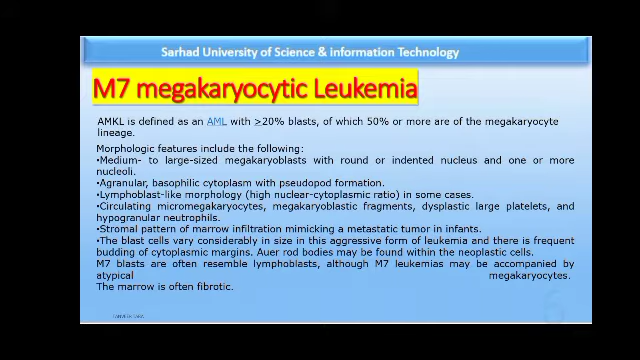 Sarhad University of Science & information Technology
M7 megakaryocytic Leukemia
AMKL is defined as an AML with >20% blasts, of which 50% or more are of the megakaryocyte
lineage.
Morphologic features include the following:
•Medium- to large-sized megakaryoblasts with round or indented nucleus and one or more
nucleoli.
•Agranular, basophilic cytoplasm with pseudopod formation.
•Lymphoblast-like morphology (high nuclear-cytoplasmic ratio) in some cases.
•Circulating micromegakaryocytes, megakaryoblastic fragments, dysplastic large platelets, and
hypogranular neutrophils.
•Stromal pattern of marrow infiltration mimicking a metastatic tumor in infants.
•The blast cells vary considerably in size in this aggressive form of leukemia and there is frequent
budding of cytoplasmic margins. Auer rod bodies may be found within the neoplastic cells.
M7 blasts are often resemble lymphoblasts, although M7 leukemias may be accompanied by
atypical megakaryocytes.
The marrow is often fibrotic.
6